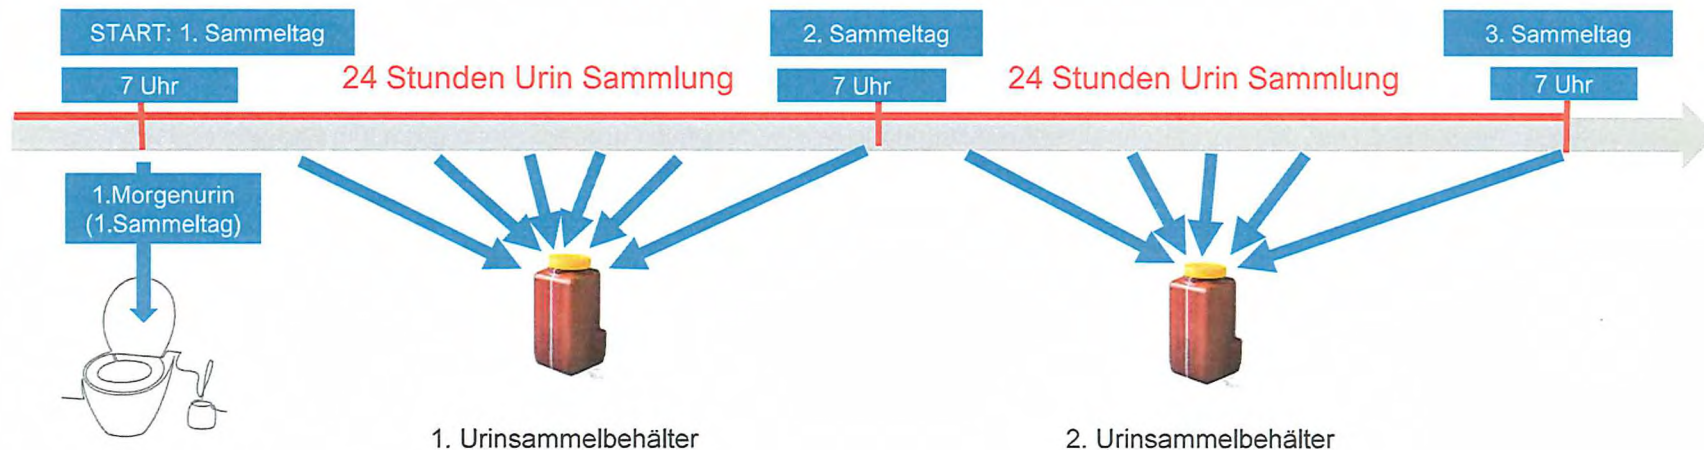 START: 1. Sammeltag
2. Sammeltag
3. Sammeltag
7 Uhr
24 Stunden Urin Sammlung
7 Uhr
24 Stunden Urin Sammlung
7 Uhr
1.Morgenurin
(1.Sammeltag)
1. Urinsammelbehälter
2. Urinsammelbehälter